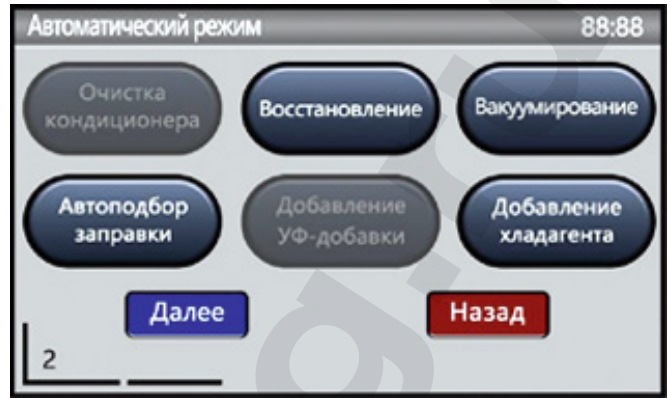 Автоматический режим 88:88
Очистка
кондиционера
Восстановление
Вакуумирование
Автоподбор
заправки
Добавление
УФ-добавки
Добавление
хладагента
Далее
Назад
2